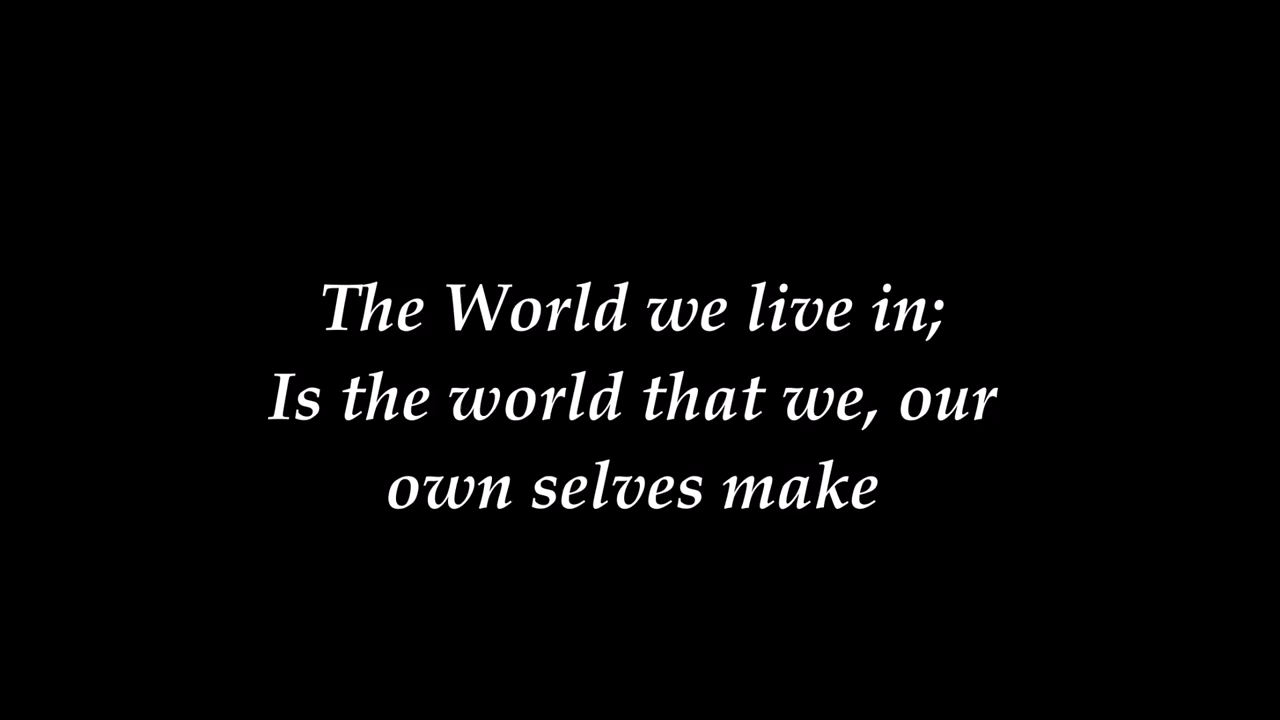 The World we live in;
Is the world that we, our
own selves make